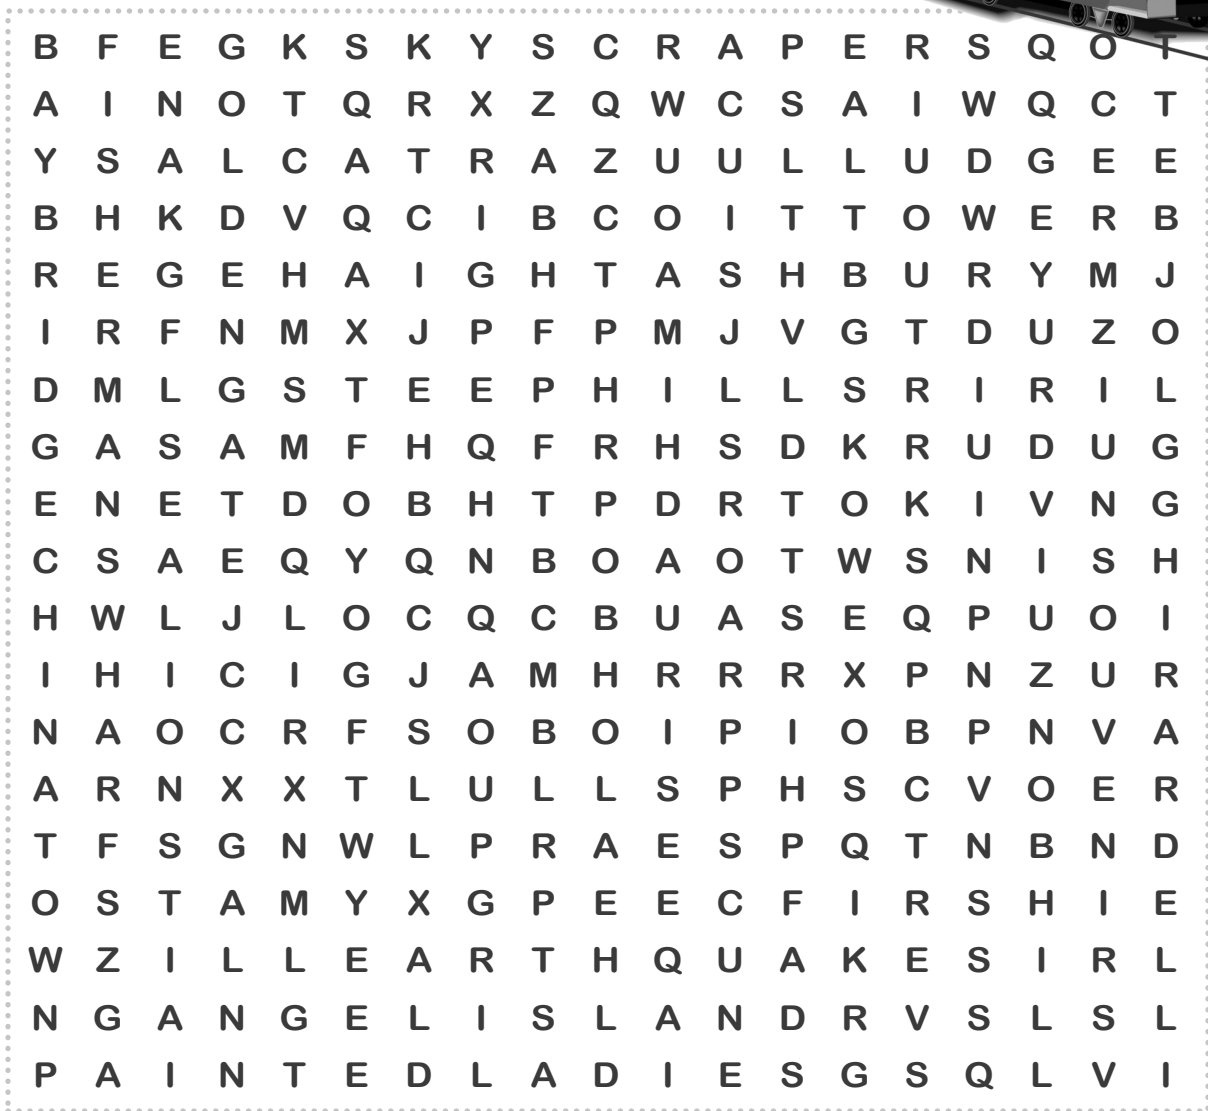 B F E G K S K Y S C R A P E R S Q O T
A I N O T Q R X Z Q W C S A I W Q C T
Y S A L C A T R A Z U U L L U D G E E
B H K D V Q C I B C O I T T O W E R B
R E G E H A I G H T A S H B U R Y M J
I R F N M X J P F P M J V G T D U Z O
D M L G S T E E P H I L L S R I R I L
G A S A M F H Q F R H S D K R U D U G
E N E T D O B H T P D R T O K I V N G
C S A E Q Y Q N B O A O T W S N I S H
H W L J L O C Q C B U A S E Q P U O I
I H I C I G J A M H R R R X P N Z U R
N A O C R F S O B O I P I O B P N V A
A R N X X T L U L L S P H S C V O E R
T F S G N W L P R A E S P Q T N B N D
O S T A M Y X G P E E C F I R S H I E
W Z I L L E A R T H Q U A K E S I R L
N G A N G E L I S L A N D R V S L S L
P A I N T E D L A D I E S G S Q L V I